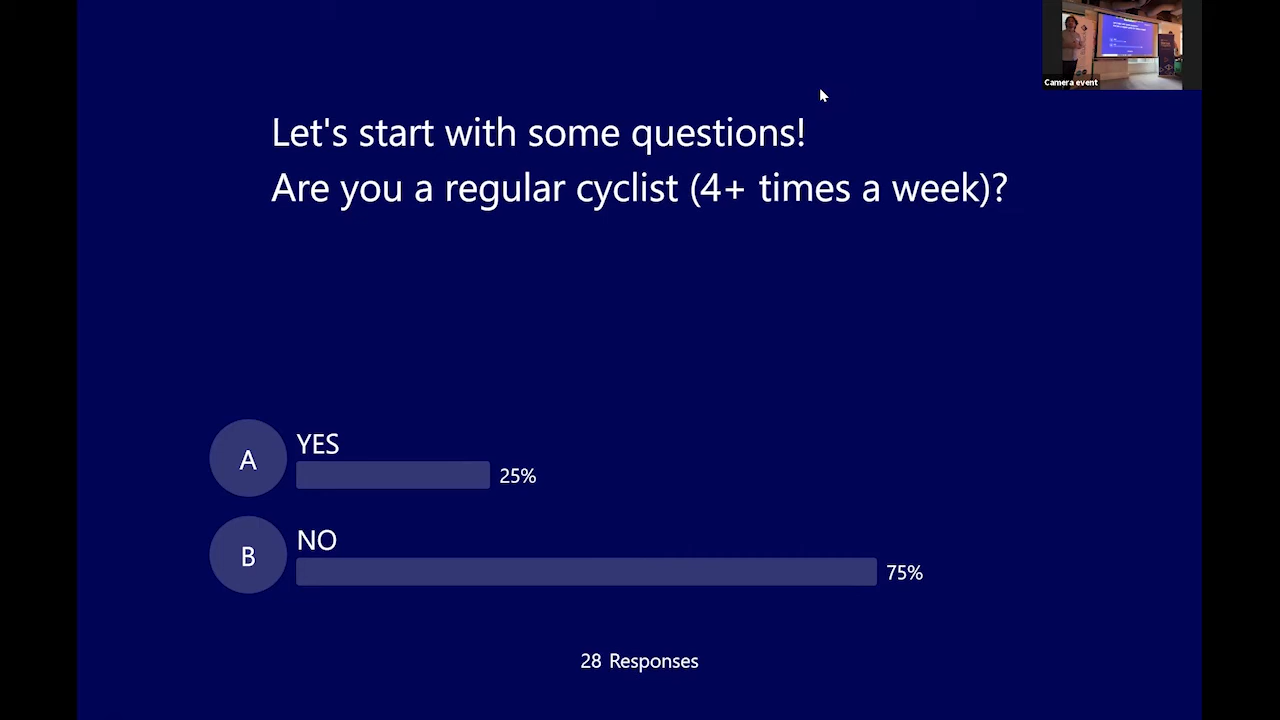 Camera event
Let's start with some questions!
Are you a regular cyclist (4+ times a week)?
A
YES
25%
B
NO
75%
28 Responses